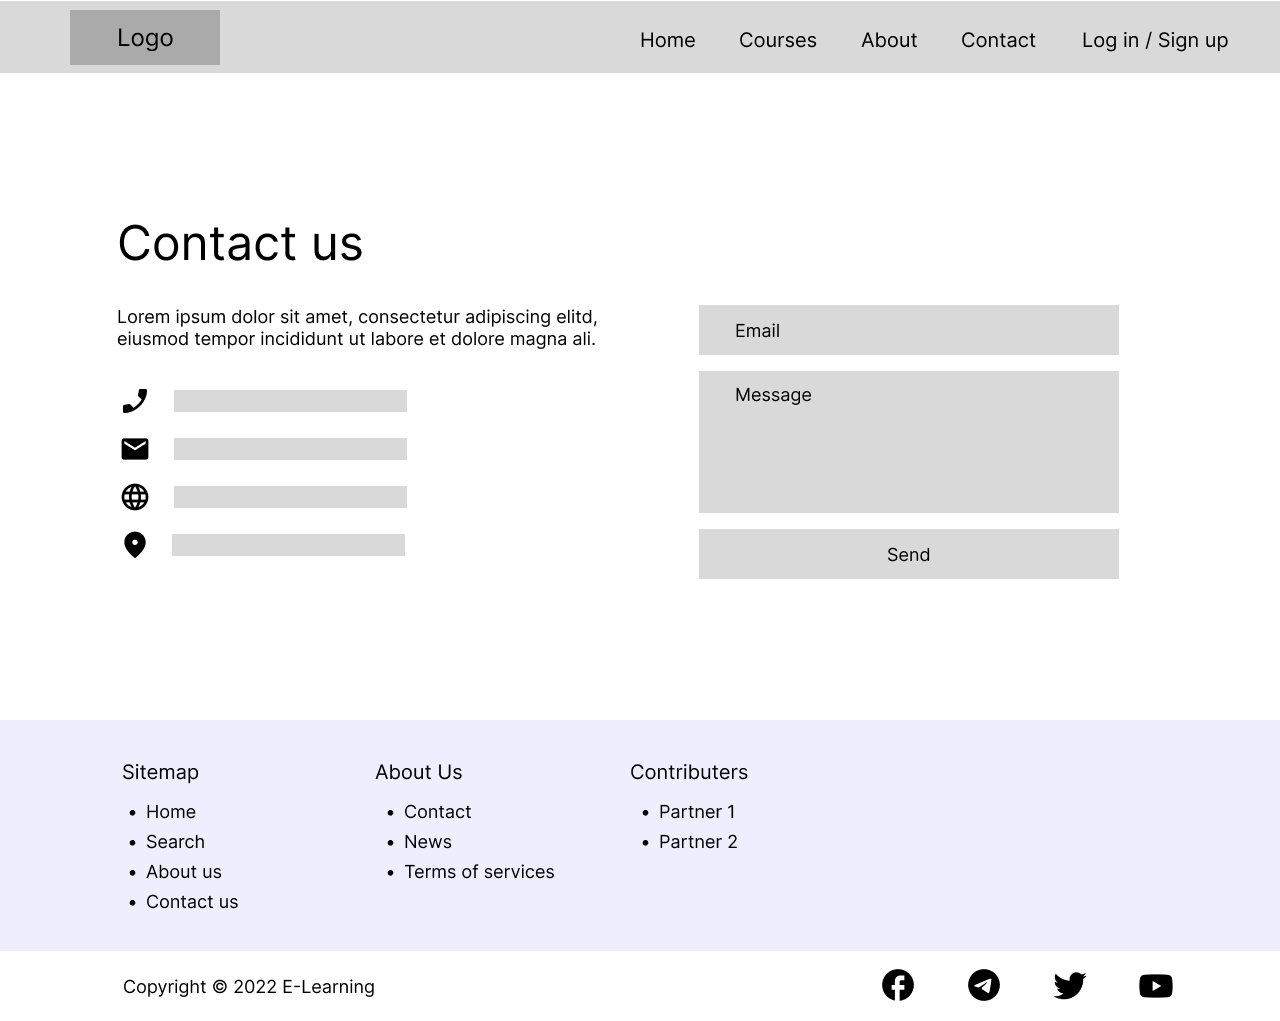 Logo
Home Courses About Contact Log in / Sign up
Contact us
Lorem ipsum dolor sit amet, consectetur adipiscing elitd,
eiusmod tempor incididunt ut labore et dolore magna ali.
Email
Message
Send
Sitemap
• Home
• Search
• About us
• Contact us
About Us
• Contact
• News
• Terms of services
Contributers
• Partner 1
• Partner 2
Copyright © 2022 E-Learning